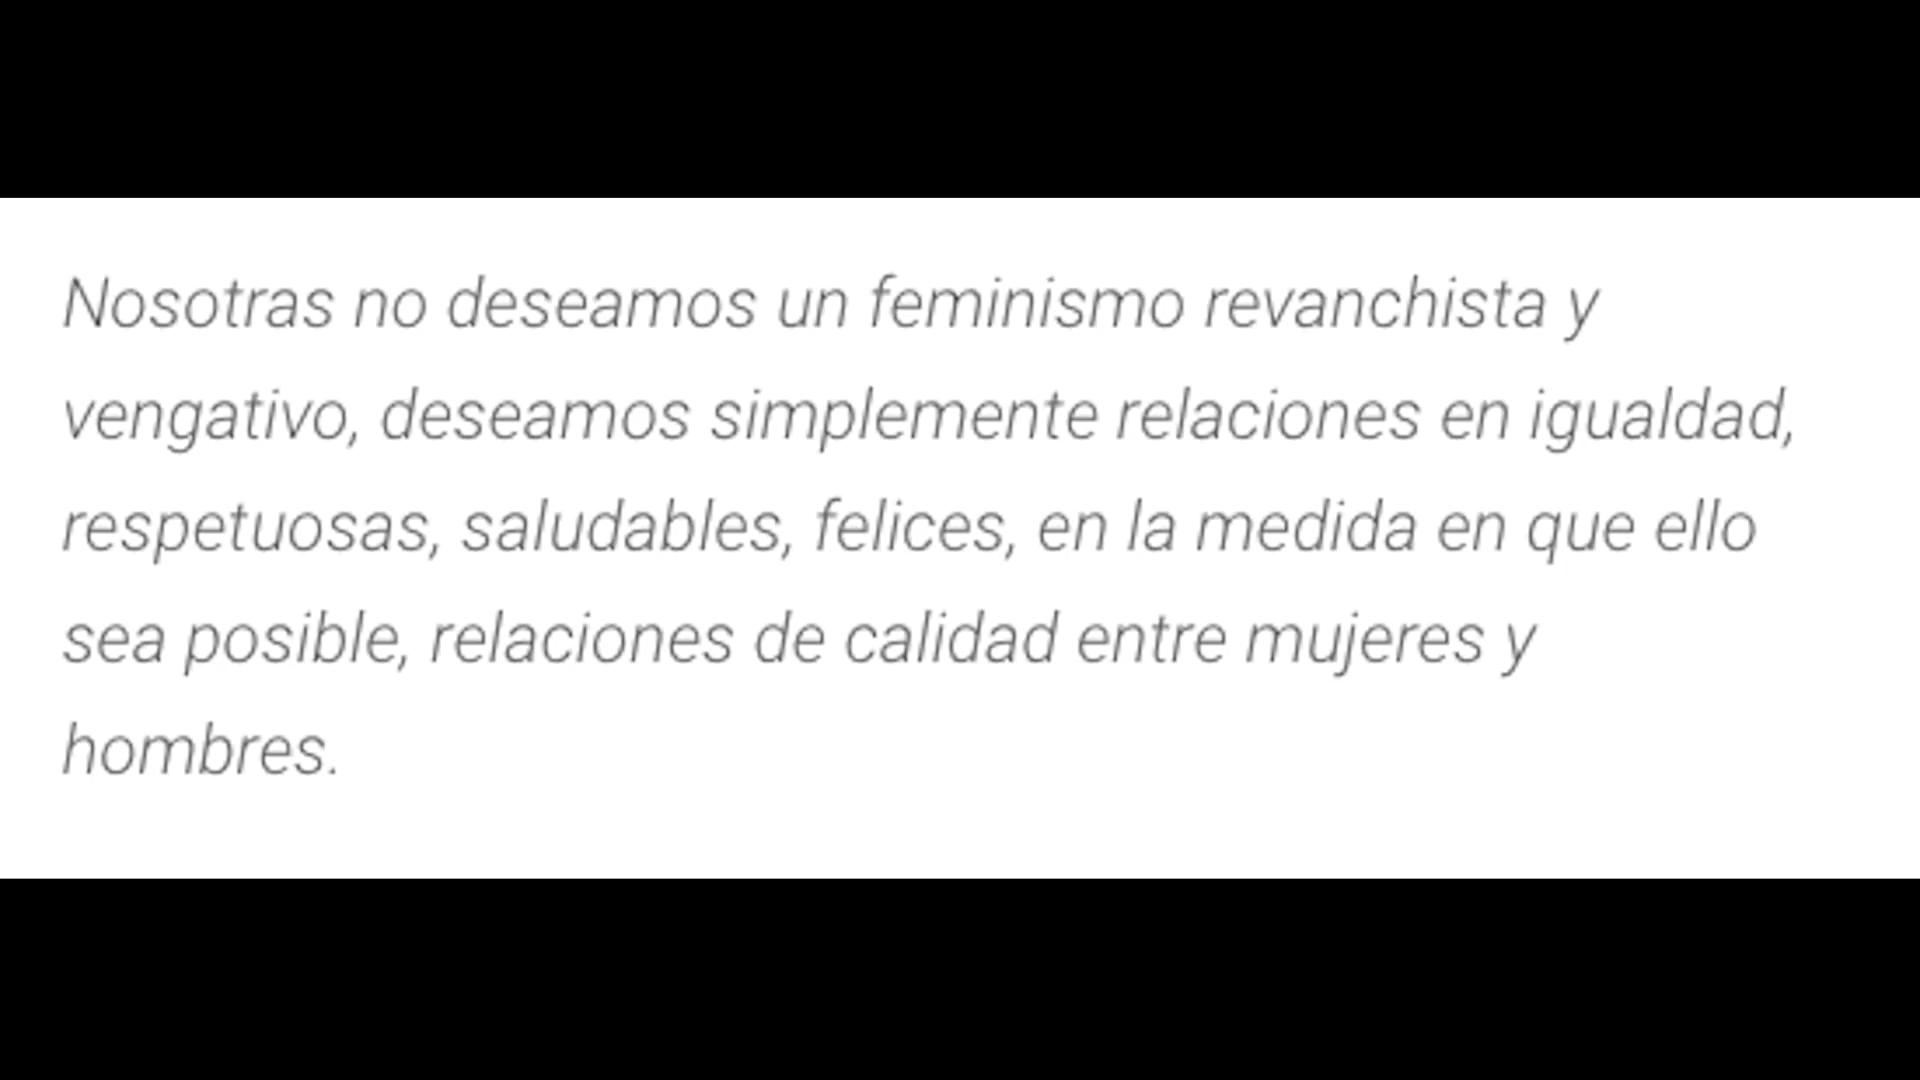 Nosotras no deseamos un feminismo revanchista y
vengativo, deseamos simplemente relaciones en igualdad,
respetuosas, saludables, felices, en la medida en que ello
sea posible, relaciones de calidad entre mujeres y
hombres.